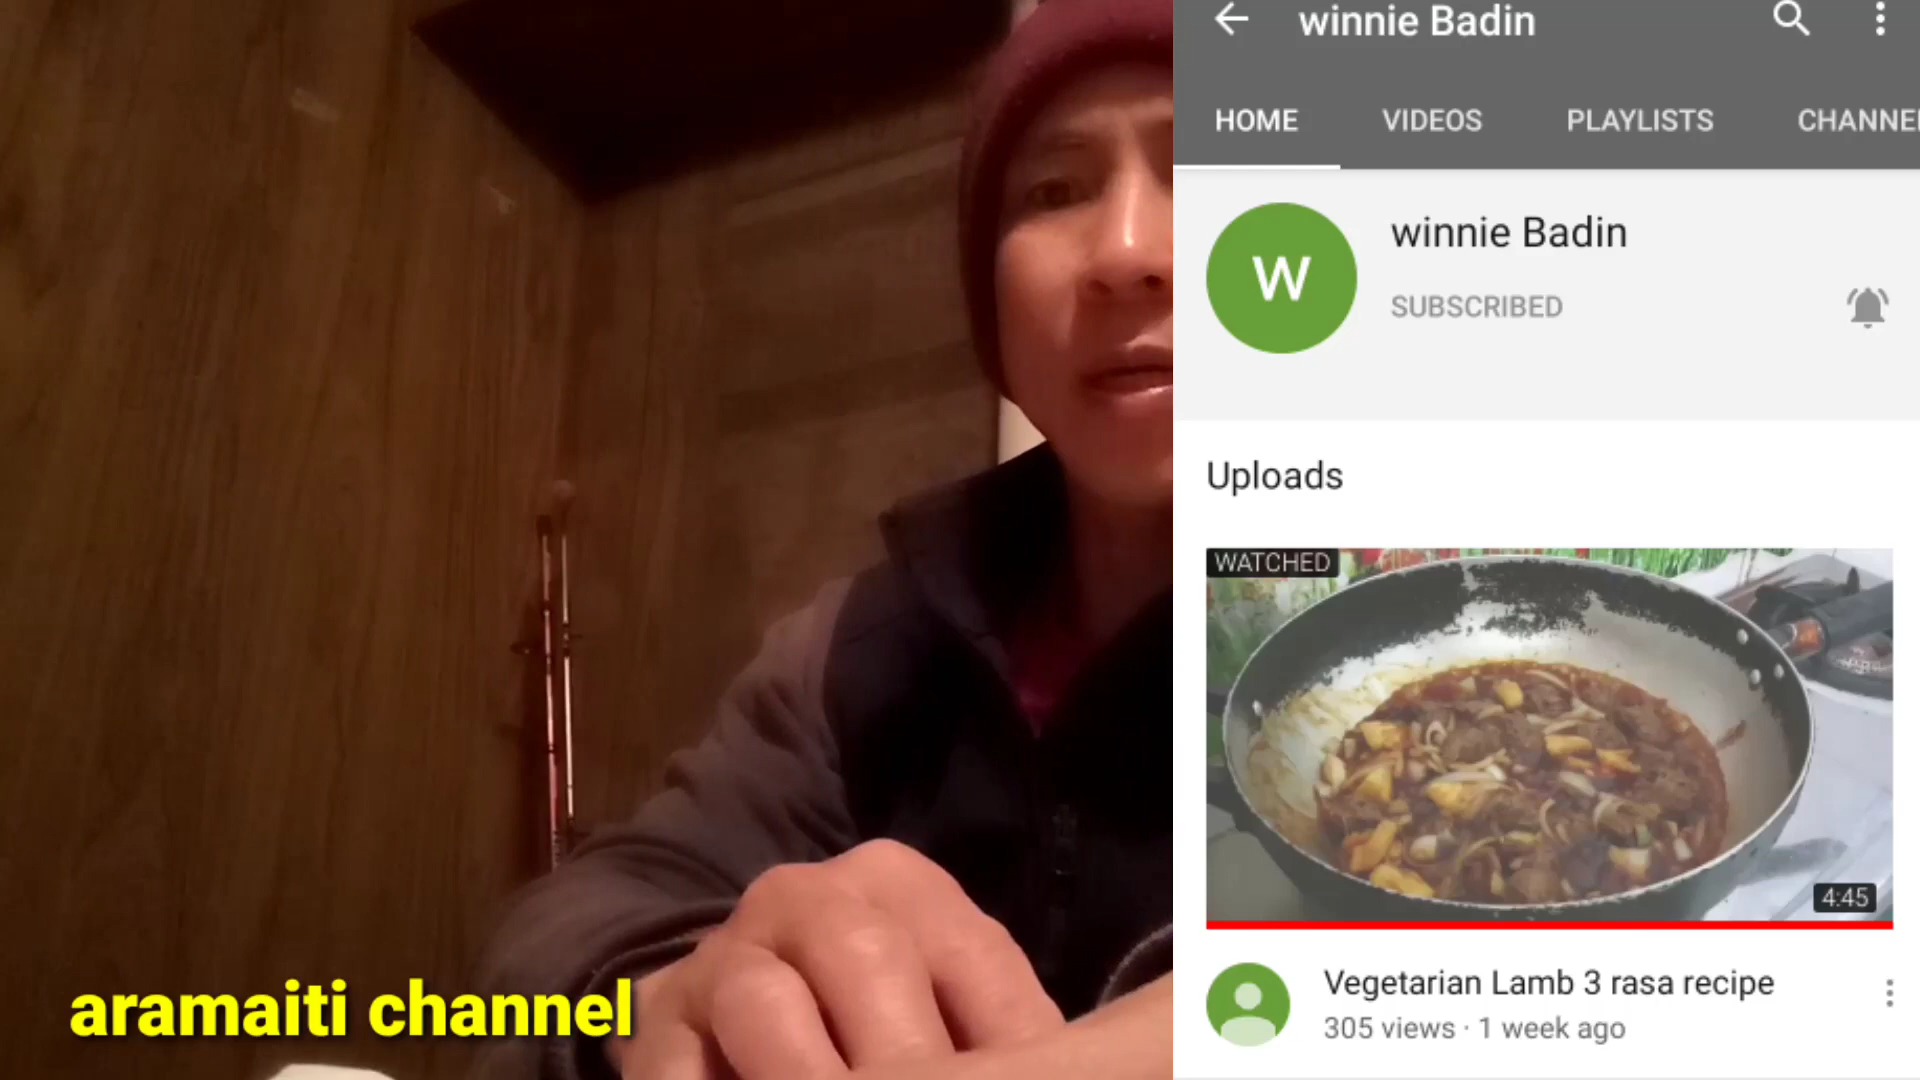 winnie Badin
HOME VIDEOS PLAYLISTS CHANNE
W
winnie Badin
SUBSCRIBED
Uploads
WATCHED
4:45
Vegetarian Lamb 3 rasa recipe
305 views · 1 week ago
aramaiti channel